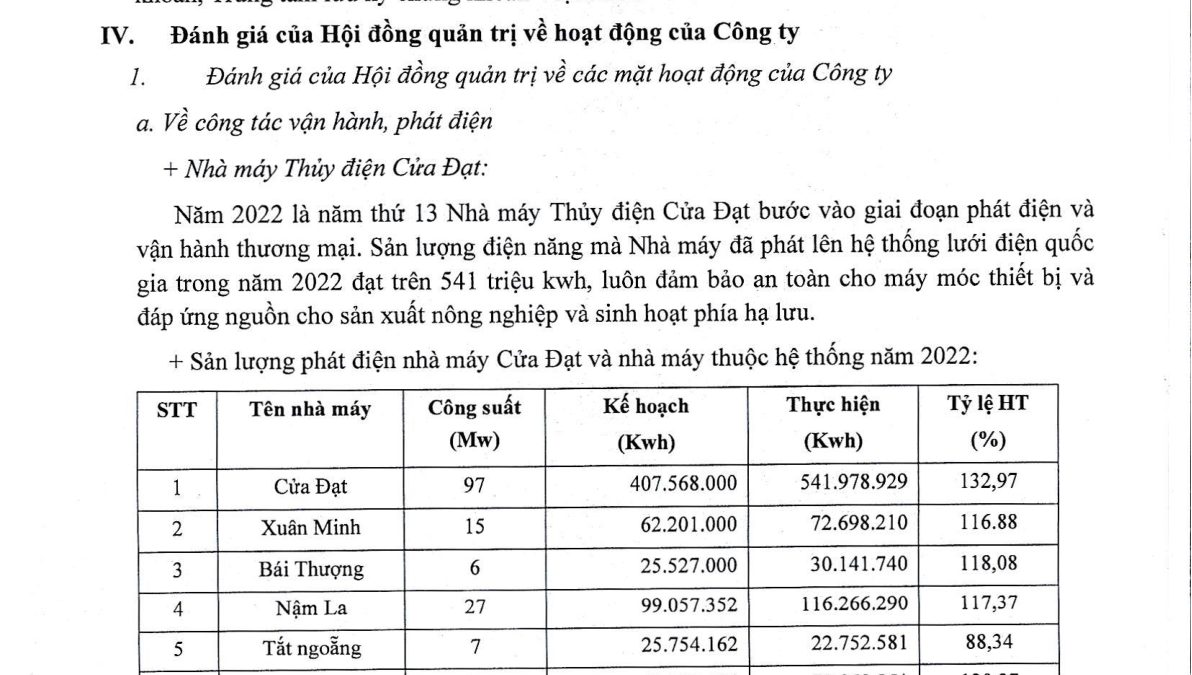 IV. Đánh giá của Hội đồng quản trị về hoạt động của Công ty
1. Đánh giá của Hội đồng quản trị về các mặt hoạt động của Công ty
a. Về công tác vận hành, phát điện
+ Nhà máy Thủy điện Cửa Đạt:
Năm 2022 là năm thứ 13 Nhà máy Thủy điện Cửa Đạt bước vào giai đoạn phát điện và
vận hành thương mại. Sản lượng điện năng mà Nhà máy đã phát lên hệ thống lưới điện quốc
gia trong năm 2022 đạt trên 541 triệu kwh, luôn đảm bảo an toàn cho máy móc thiết bị và
đáp ứng nguồn cho sản xuất nông nghiệp và sinh hoạt phía hạ lưu.
+ Sản lượng phát điện nhà máy Cửa Đạt và nhà máy thuộc hệ thống năm 2022:
STT Tên nhà máy Công suất (Mw) Kế hoạch (Kwh) Thực hiện (Kwh) Tỷ lệ HT (%)
1 Cửa Đạt 97 407.568.000 541.978.929 132,97
2 Xuân Minh 15 62.201.000 72.698.210 116.88
3 Bái Thượng 6 25.527.000 30.141.740 118,08
4 Nậm La 27 99.057.352 116.266.290 117,37
5 Tắt ngoẵng 7 25.754.162 22.752.581 88,34